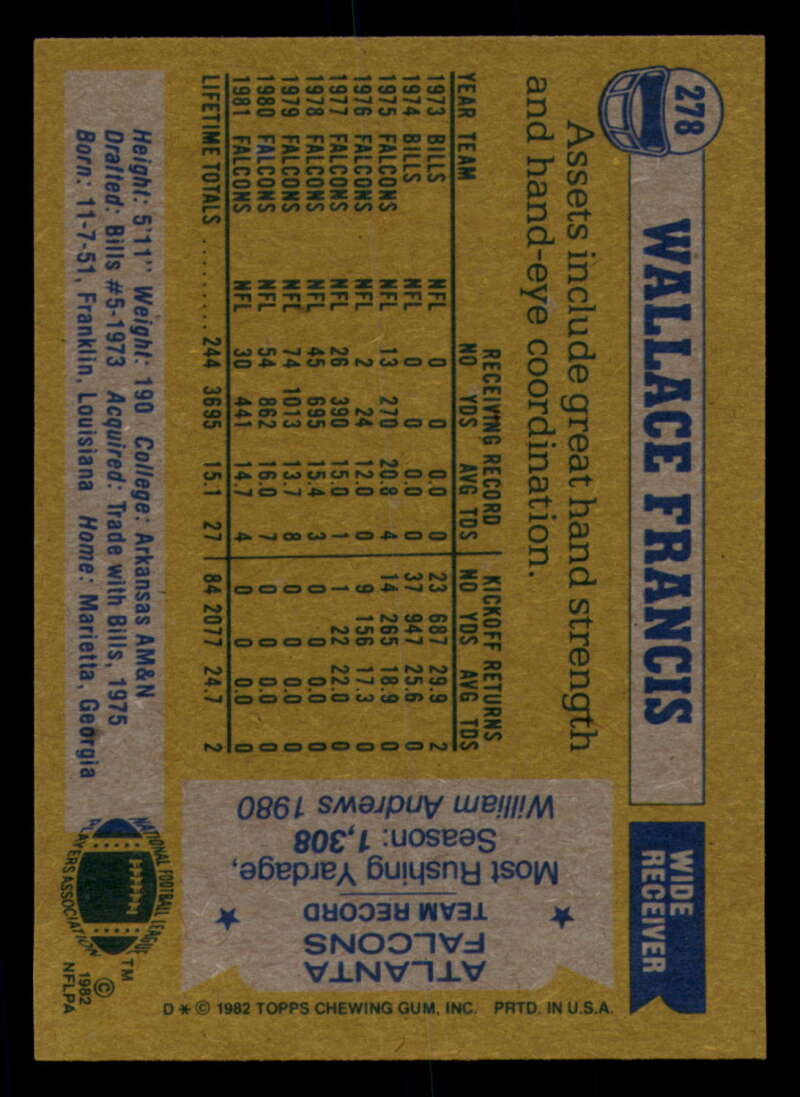 278
WALLACE FRANCIS
WIDE
RECEIVER
Assets include great hand strength
and hand-eye coordination.
RECEIVING RECORD KICKOFF RETURNS
YEAR TEAM NO YDS AVG TDS NO YDS AVG TDS
1973 BILLS NFL 0 0 0.0 0 23 687 29.9 2
1974 BILLS NFL 0 0 0.0 0 37 947 25.6 0
1975 FALCONS NFL 13 270 20.8 4 14 265 18.9 0
1976 FALCONS NFL 2 24 12.0 0 9 156 17.3 0
1977 FALCONS NFL 26 390 15.0 1 1 22 22.0 0
1978 FALCONS NFL 45 695 15.4 3 0 0 0.0 0
1979 FALCONS NFL 74 1013 13.7 8 0 0 0.0 0
1980 FALCONS NFL 54 862 16.0 7 0 0 0.0 0
1981 FALCONS NFL 30 441 14.7 4 0 0 0.0 0
LIFETIME TOTALS ......... 244 3695 15.1 27 84 2077 24.7 2
Height: 5'11" Weight: 190 College: Arkansas AM&N
Drafted: Bills #5-1973 Acquired: Trade with Bills, 1975
Born: 11-7-51, Franklin, Louisiana Home: Marietta, Georgia
ATLANTA
FALCONS
TEAM RECORD
Most Rushing Yardage,
Season: 1,308
William Andrews 1980
NATIONAL FOOTBALL LEAGUE
PLAYERS ASSOCIATION
TM
© 1982
NFLPA
D * © 1982 TOPPS CHEWING GUM, INC. PRTD. IN U.S.A.